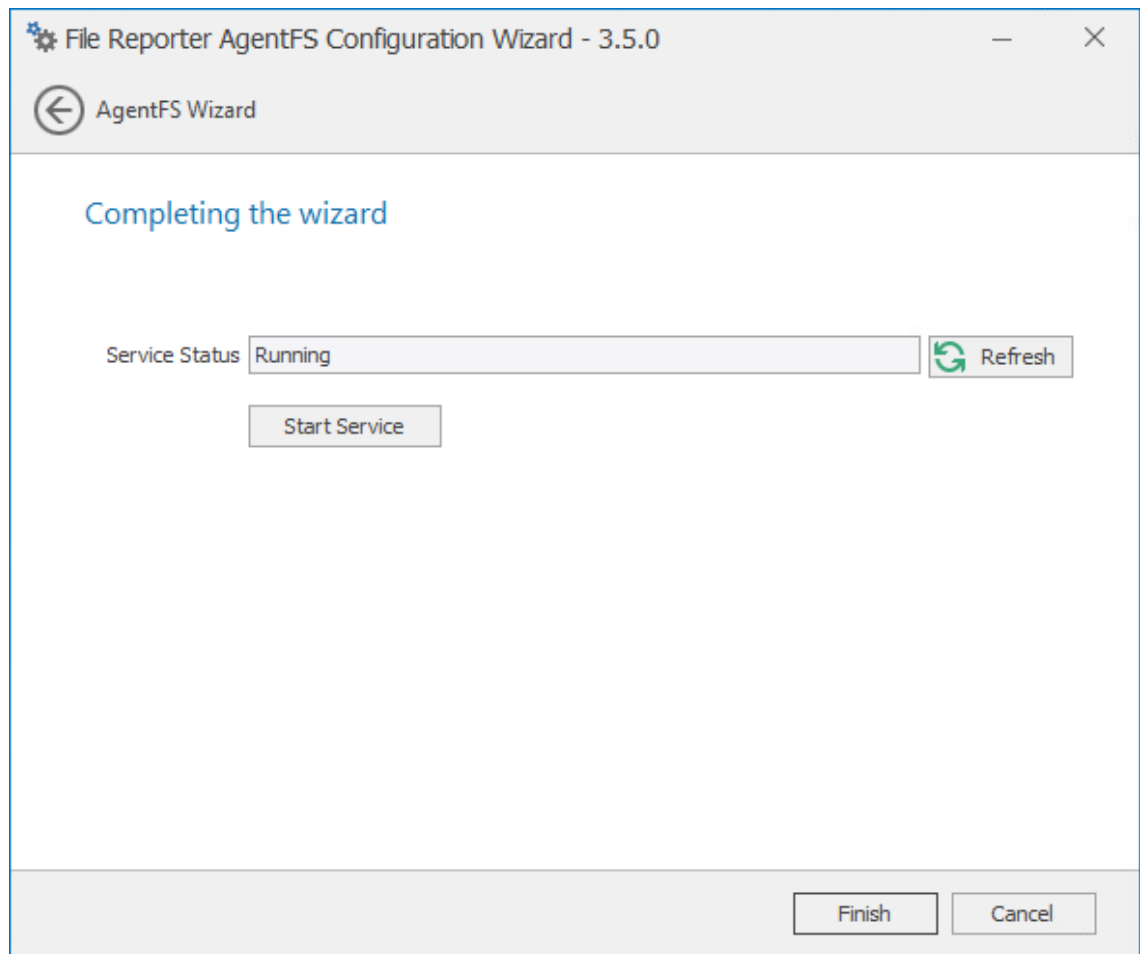 File Reporter AgentFS Configuration Wizard - 3.5.0
AgentFS Wizard
Completing the wizard
Service Status Running Refresh
Start Service
Finish Cancel